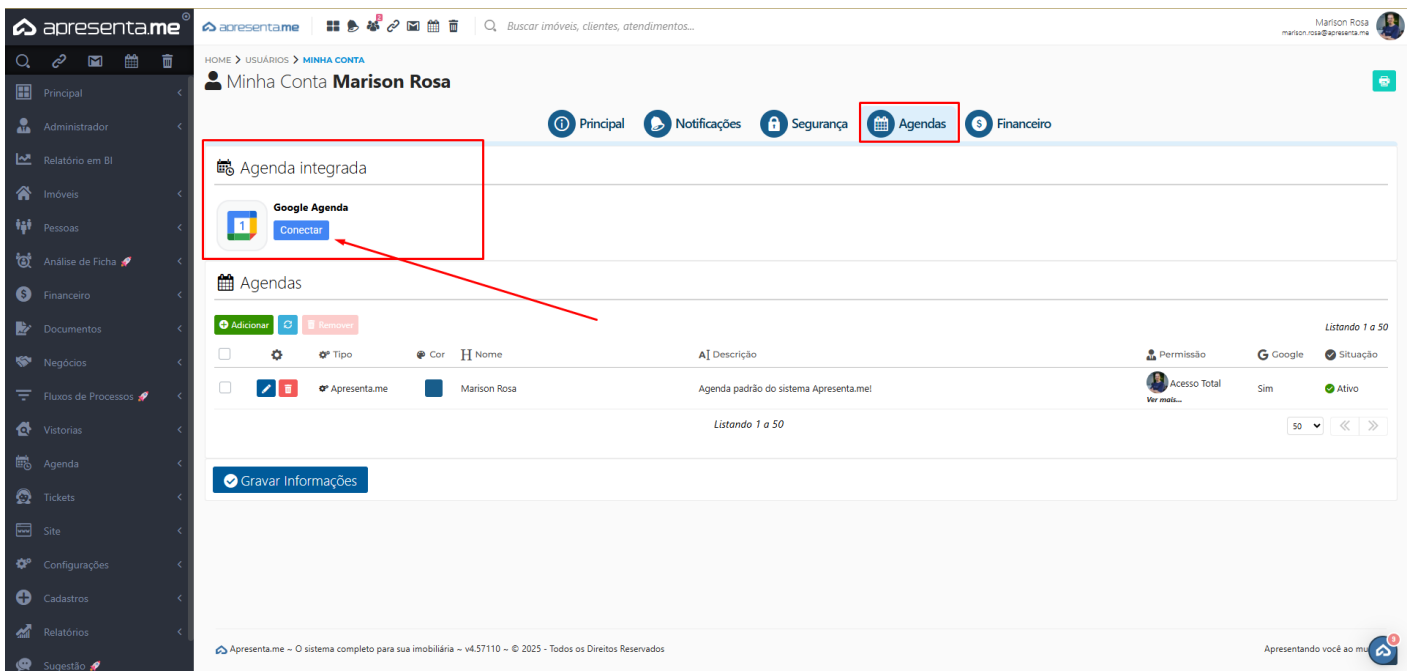 apresenta.me
apresenta.me
2
Buscar imóveis, clientes, atendimentos...
Marison Rosa
marison.rosa@apresenta.me
HOME > USUÁRIOS > MINHA CONTA
Minha Conta Marison Rosa
Principal
Administrador
Relatório em BI
Imóveis
Pessoas
Análise de Ficha
Financeiro
Documentos
Negócios
Fluxos de Processos
Vistorias
Agenda
Tickets
Site
Configurações
Cadastros
Relatórios
Sugestão
Principal
Notificações
Segurança
Agendas
Financeiro
Agenda integrada
1
Google Agenda
Conectar
Agendas
Adicionar
Remover
Listando 1 a 50
Tipo
Cor
Nome
Descrição
Permissão
Google
Situação
Apresenta.me
Marison Rosa
Agenda padrão do sistema Apresenta.me!
Acesso Total
Ver mais...
Sim
Ativo
Listando 1 a 50
50
Gravar Informações
Apresenta.me ~ O sistema completo para sua imobiliária ~ v4.57110 ~ © 2025 - Todos os Direitos Reservados
Apresentando você ao mu